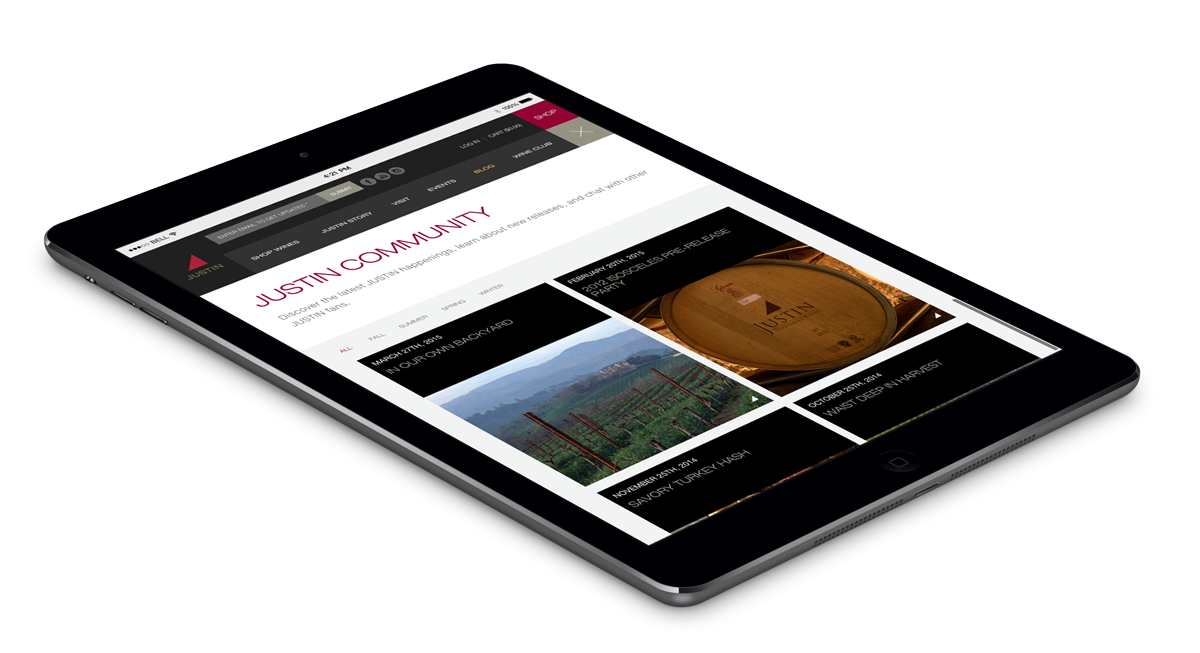 ●●●○○ BELL 4:21 PM 100%
ENTER EMAIL TO GET UPDATES * SUBMIT LOG IN CART ($0.00) SHOP
JUSTIN SHOP WINES JUSTIN STORY VISIT EVENTS BLOG WINE CLUB
JUSTIN COMMUNITY
Discover the latest JUSTIN happenings, learn about new releases, and chat with other
JUSTIN fans.
ALL FALL SUMMER SPRING WINTER
MARCH 27TH, 2015
IN OUR OWN BACKYARD
FEBRUARY 20TH, 2015
2012 ISOSCELES PRE-RELEASE
PARTY
JUSTIN
NOVEMBER 25TH, 2014
SAVORY TURKEY HASH
OCTOBER 25TH, 2014
WAIST DEEP IN HARVEST